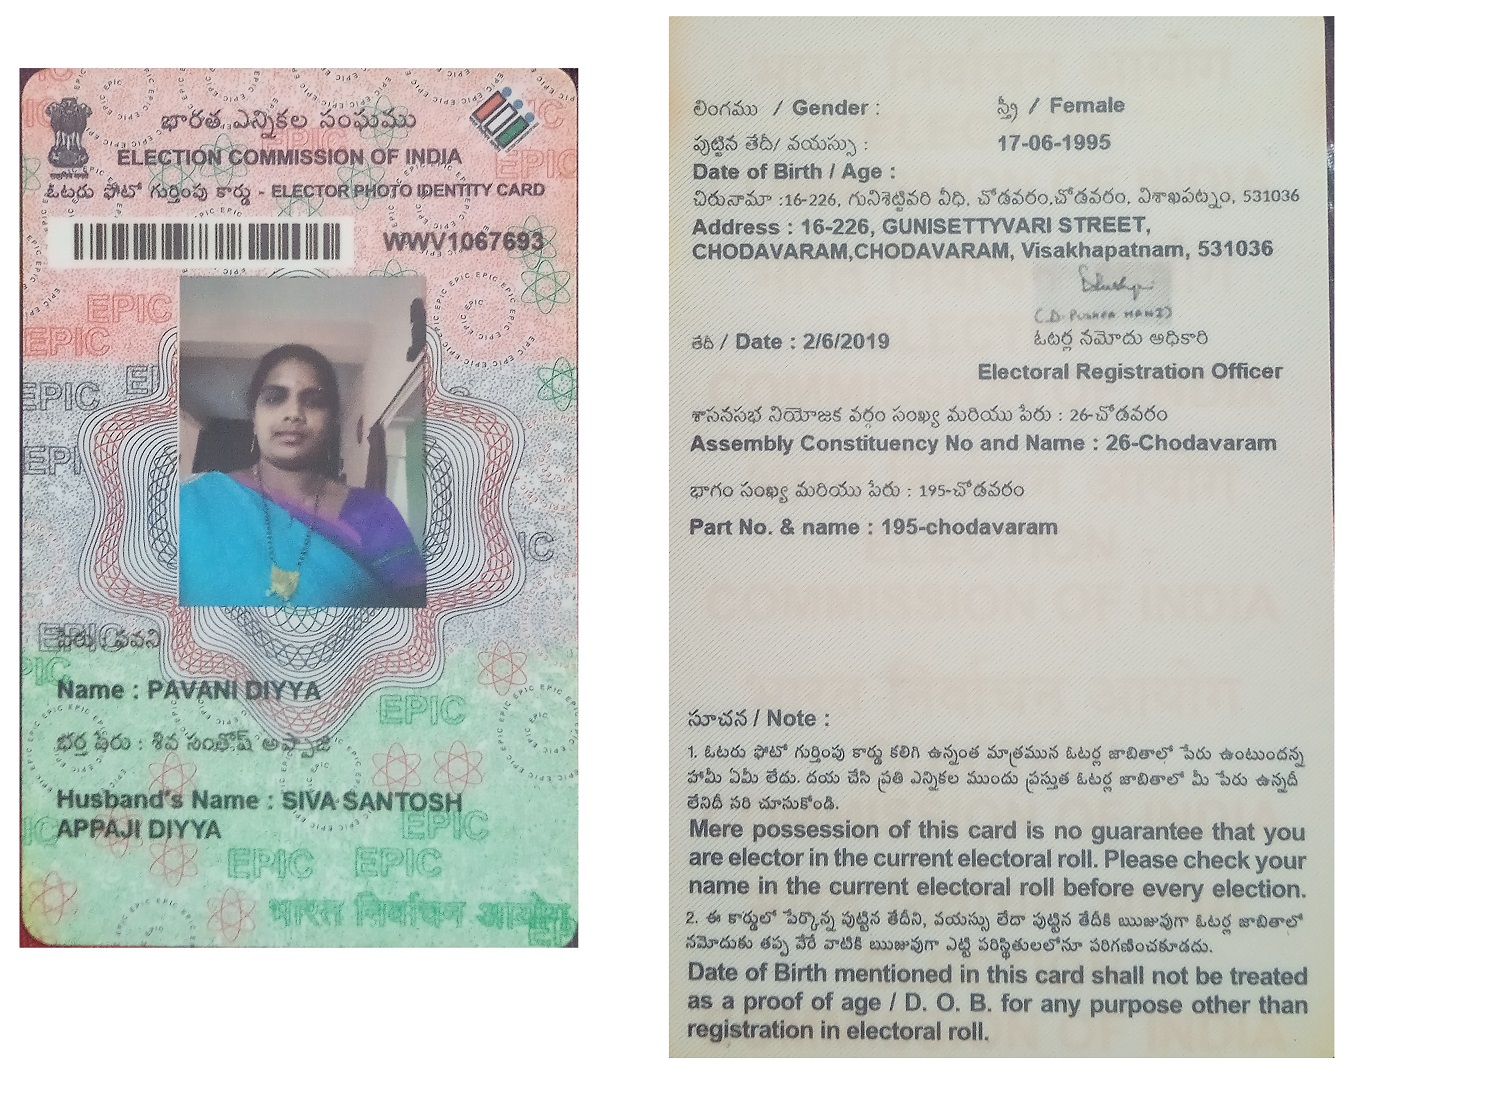 భారత ఎన్నికల సంఘము
ELECTION COMMISSION OF INDIA
ఓటరు ఫోటో గుర్తింపు కార్డు - ELECTOR PHOTO IDENTITY CARD
WWV1067693
పేరు : పవని
Name : PAVANI DIYYA
భర్త పేరు : శివ సంతోష్ అప్పాజి
Husband's Name : SIVA SANTOSH
APPAJI DIYYA
EPIC EPIC
भारत निर्वाचन आयोग
లింగము / Gender : స్త్రీ / Female
పుట్టిన తేదీ/ వయస్సు : 17-06-1995
Date of Birth / Age :
చిరునామా :16-226, గునిశెట్టివరి వీధి, చోడవరం,చోడవరం, విశాఖపట్నం, 531036
Address : 16-226, GUNISETTYVARI STREET,
CHODAVARAM,CHODAVARAM, Visakhapatnam, 531036
(D. PUSHPA MANI)
తేదీ / Date : 2/6/2019
ఓటర్ల నమోదు అధికారి
Electoral Registration Officer
శాసనసభ నియోజక వర్గం సంఖ్య మరియు పేరు : 26-చోడవరం
Assembly Constituency No and Name : 26-Chodavaram
భాగం సంఖ్య మరియు పేరు : 195-చోడవరం
Part No. & name : 195-chodavaram
సూచన / Note :
1. ఓటరు ఫోటో గుర్తింపు కార్డు కలిగి ఉన్నంత మాత్రమున ఓటర్ల జాబితాలో పేరు ఉంటుందన్న
హామీ ఏమీ లేదు. దయ చేసి ప్రతి ఎన్నికల ముందు ప్రస్తుత ఓటర్ల జాబితాలో మీ పేరు ఉన్నదీ
లేనిదీ సరి చూసుకోండి.
Mere possession of this card is no guarantee that you
are elector in the current electoral roll. Please check your
name in the current electoral roll before every election.
2. ఈ కార్డులో పేర్కొన్న పుట్టిన తేదీని, వయస్సు లేదా పుట్టిన తేదీకి ఋజువుగా ఓటర్ల జాబితాలో
నమోదుకు తప్ప వేరే వాటికి ఋజువుగా ఎట్టి పరిస్థితులలోనూ పరిగణించకూడదు.
Date of Birth mentioned in this card shall not be treated
as a proof of age / D. O. B. for any purpose other than
registration in electoral roll.